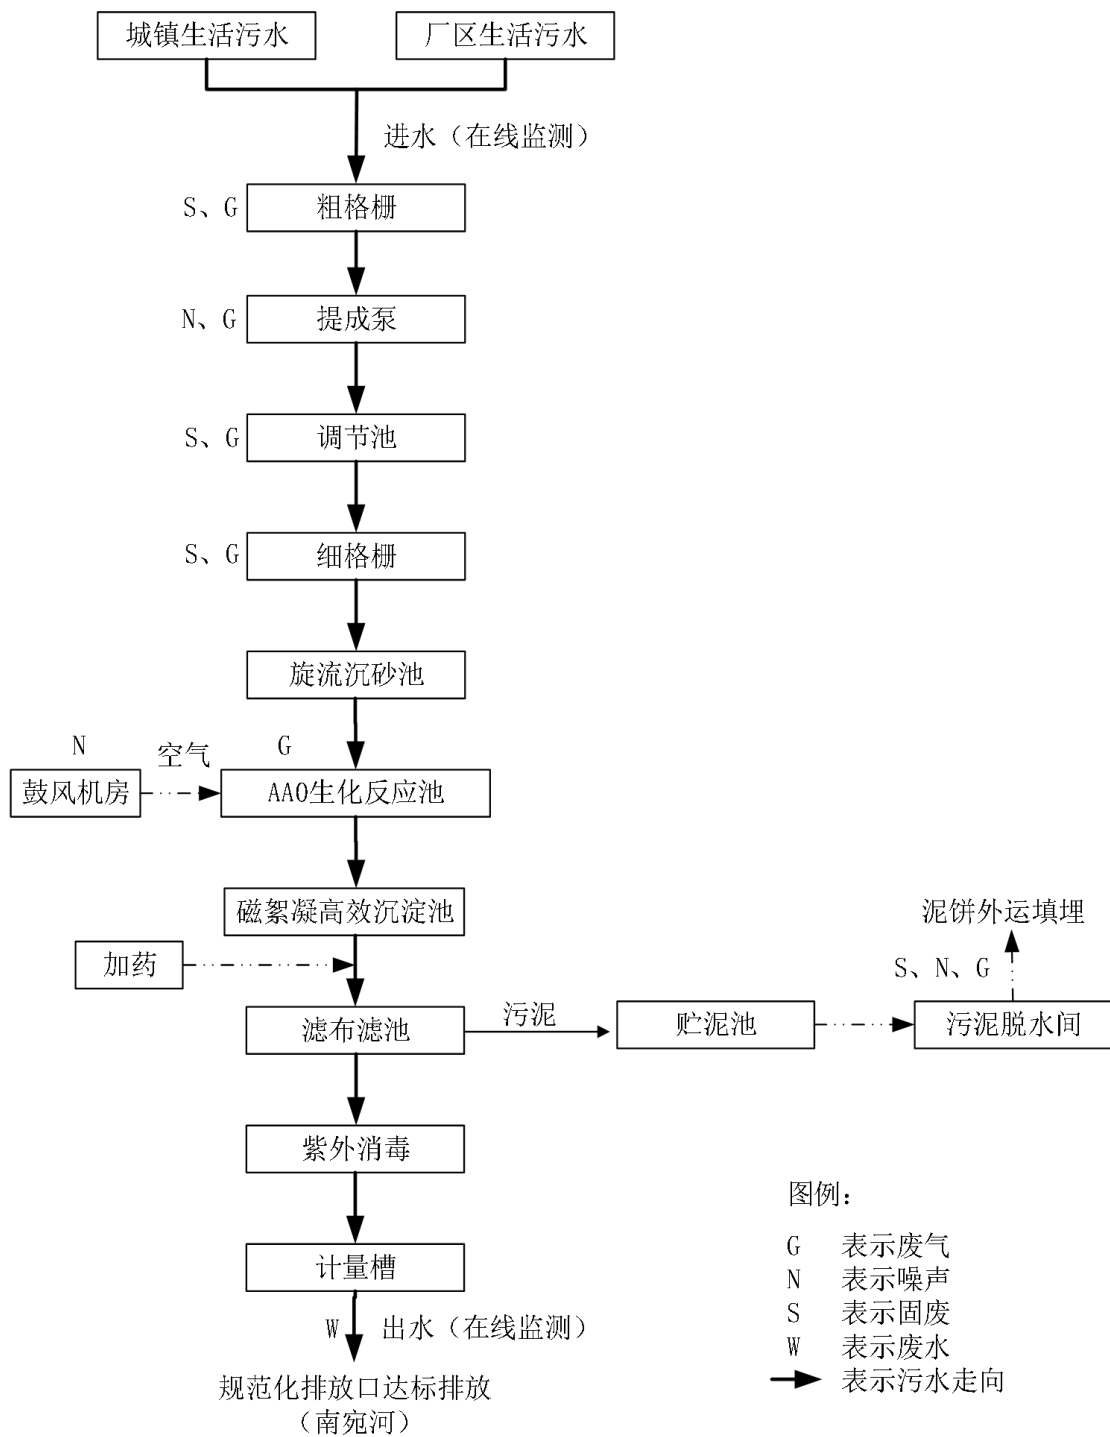 城镇生活污水
厂区生活污水
进水（在线监测）
S、G
粗格栅
N、G
提成泵
S、G
调节池
S、G
细格栅
旋流沉砂池
N
空气
G
鼓风机房
AAO生化反应池
磁絮凝高效沉淀池
泥饼外运填埋
加药
S、N、G
滤布滤池
污泥
贮泥池
污泥脱水间
紫外消毒
图例：
计量槽
G 表示废气
N 表示噪声
S 表示固废
W 表示废水
表示污水走向
W
出水（在线监测）
规范化排放口达标排放
（南宛河）